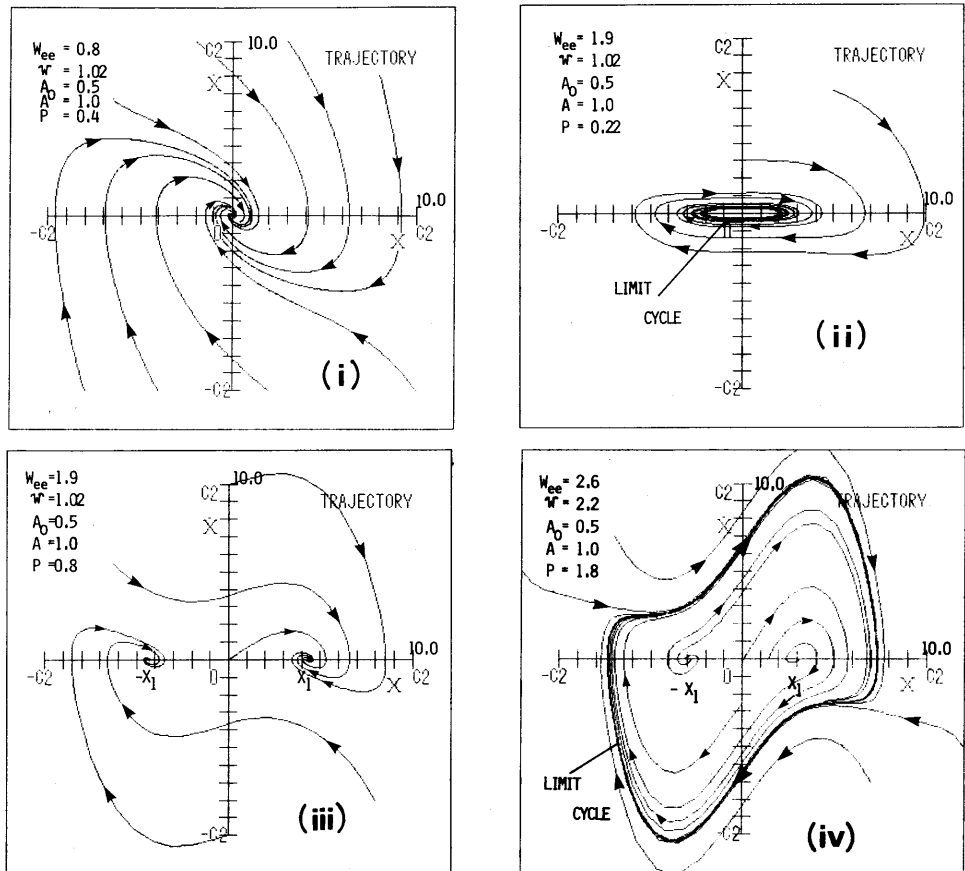 W_ee = 0.8
𝒲 = 1.02
A_0 = 0.5
A = 1.0
P = 0.4
C2
10.0
TRAJECTORY
Ẋ
-C2
0
10.0
X
C2
-C2
(i)
W_ee = 1.9
𝒲 = 1.02
A_0 = 0.5
A = 1.0
P = 0.22
C2
10.0
TRAJECTORY
Ẋ
10.0
-C2
0
X
C2
LIMIT
CYCLE
-C2
(ii)
W_ee =1.9
𝒲 =1.02
A_0 =0.5
A =1.0
P =0.8
C2
10.0
TRAJECTORY
Ẋ
10.0
-C2
-X_1
0
X_1
X
C2
-C2
(iii)
W_ee = 2.6
𝒲 = 2.2
A_0 = 0.5
A = 1.0
P = 1.8
C2
10.0
TRAJECTORY
Ẋ
10.0
-C2
- X_1
0
X_1
X
C2
LIMIT
CYCLE
-C2
(iv)